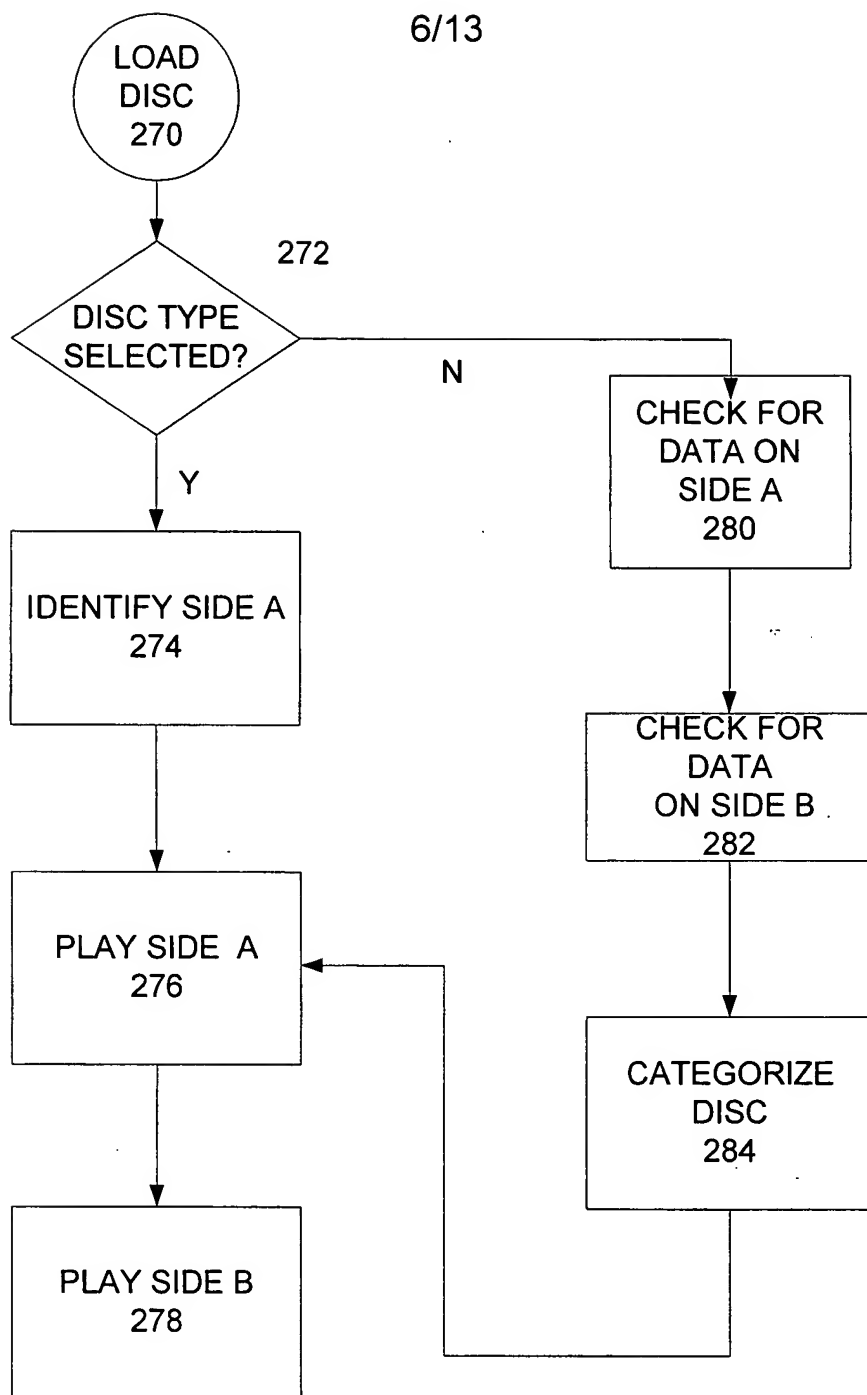 6/13
LOAD
DISC
270
272
DISC TYPE
SELECTED?
N
Y
CHECK FOR
DATA ON
SIDE A
280
IDENTIFY SIDE A
274
CHECK FOR
DATA
ON SIDE B
282
PLAY SIDE A
276
CATEGORIZE
DISC
284
PLAY SIDE B
278